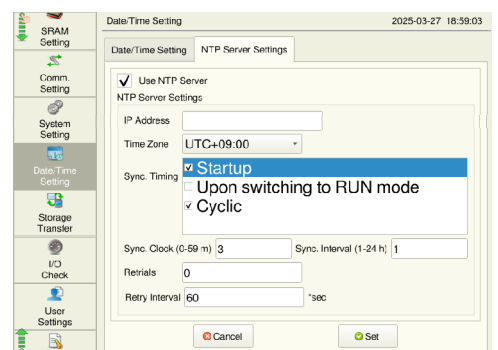 Date/Time Setting
2025-03-27 18:59:03
SRAM
Setting
Comm.
Setting
System
Setting
Date/Time
Setting
Storage
Transfer
I/O
Check
User
Settings
Date/Time Setting
NTP Server Settings
Use NTP Server
NTP Server Settings
IP Address
Time Zone
UTC+09:00
Sync. Timing
Startup
Upon switching to RUN mode
Cyclic
Sync. Clock (0-59 m)
3
Sync. Interval (1-24 h)
1
Retrials
0
Retry Interval
60
*sec
Cancel
Set